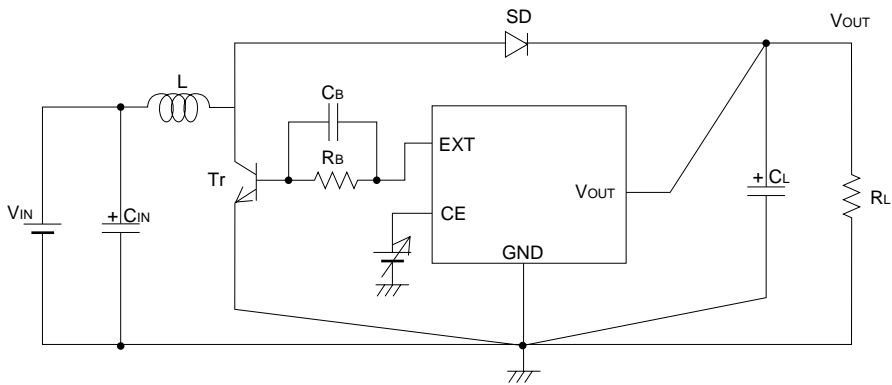 SD
VOUT
L
CB
EXT
RB
Tr
VOUT
+ CL
RL
VIN
+ CIN
CE
GND